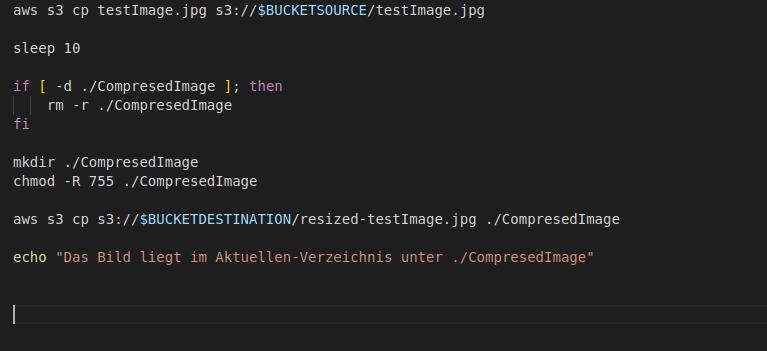 aws s3 cp testImage.jpg s3://$BUCKETSOURCE/testImage.jpg
sleep 10
if [ -d ./CompresedImage ]; then
rm -r ./CompresedImage
fi
mkdir ./CompresedImage
chmod -R 755 ./CompresedImage
aws s3 cp s3://$BUCKETDESTINATION/resized-testImage.jpg ./CompresedImage
echo "Das Bild liegt im Aktuellen-Verzeichnis unter ./CompresedImage"